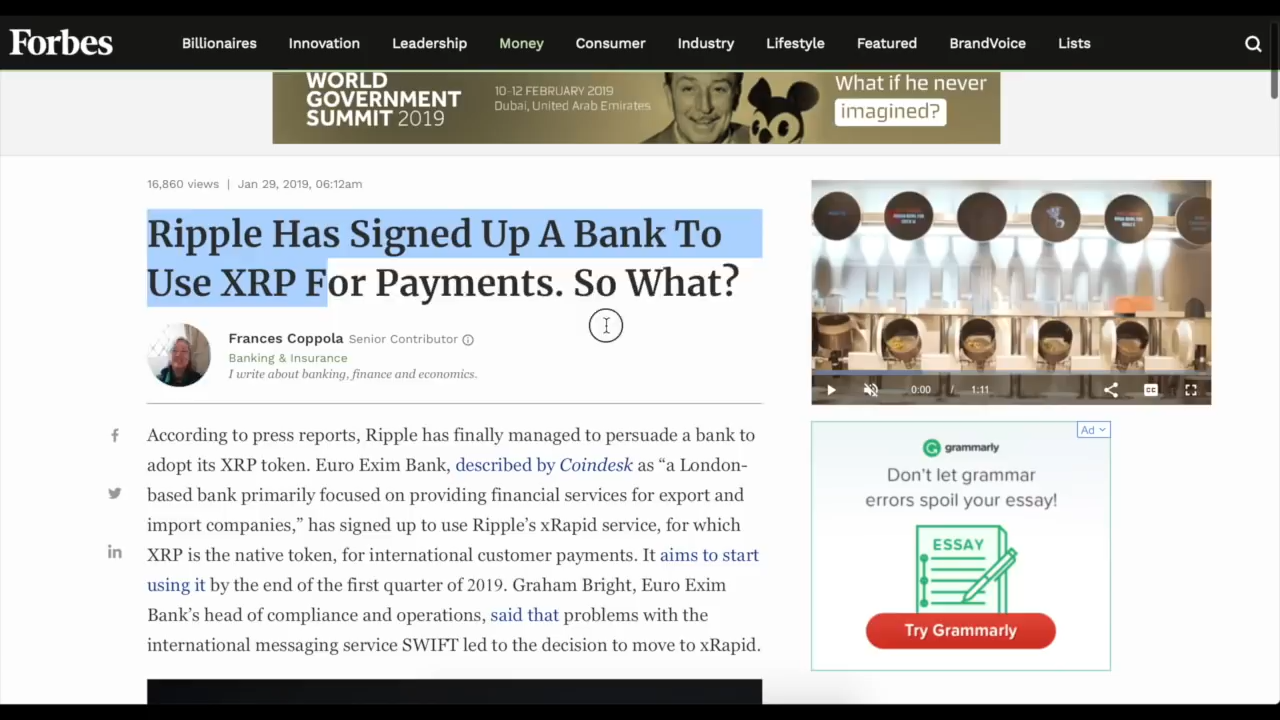 Forbes
Billionaires Innovation Leadership Money Consumer Industry Lifestyle Featured BrandVoice Lists
WORLD
GOVERNMENT
SUMMIT 2019
10-12 FEBRUARY 2019
Dubai, United Arab Emirates
What if he never
imagined?
16,860 views | Jan 29, 2019, 06:12am
Ripple Has Signed Up A Bank To
Use XRP For Payments. So What?
Frances Coppola Senior Contributor
Banking & Insurance
I write about banking, finance and economics.
According to press reports, Ripple has finally managed to persuade a bank to
adopt its XRP token. Euro Exim Bank, described by Coindesk as “a London-
based bank primarily focused on providing financial services for export and
import companies,” has signed up to use Ripple’s xRapid service, for which
XRP is the native token, for international customer payments. It aims to start
using it by the end of the first quarter of 2019. Graham Bright, Euro Exim
Bank’s head of compliance and operations, said that problems with the
international messaging service SWIFT led to the decision to move to xRapid.
0:00 / 1:11
CC
Ad
grammarly
Don’t let grammar
errors spoil your essay!
ESSAY
Try Grammarly